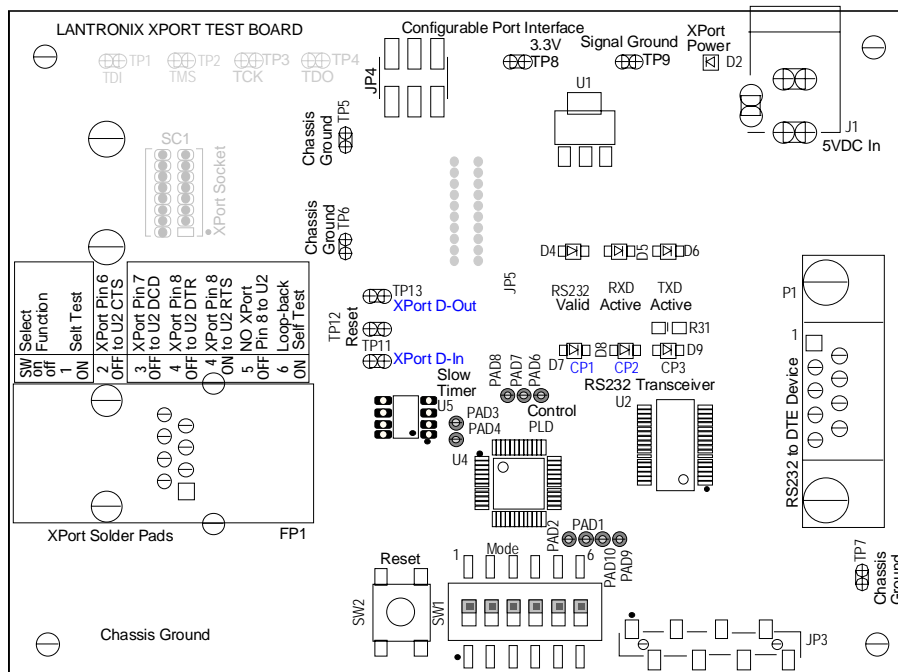 LANTRONIX XPORT TEST BOARD
Configurable Port Interface
XPort
Power
3.3V
Signal Ground
TP1
TP2
TP3
TP4
TDI
TMS
TCK
TDO
JP4
TP8
TP9
D2
U1
J1
5VDC In
SC1
XPort Socket
Chassis
Ground
TP5
Chassis
Ground
TP6
JP5
D4
D5
D6
RS232
Valid
RXD
Active
TXD
Active
R31
D7
D8
D9
CP1
CP2
CP3
P1
1
RS232 to DTE Device
SW Select
on Function
off
1 Selt Test
ON
2 XPort Pin 6
OFF to U2 CTS
3 XPort Pin 7
OFF to U2 DCD
4 XPort Pin 8
OFF to U2 DTR
4 XPort Pin 8
ON to U2 RTS
5 NO XPort
OFF Pin 8 to U2
6 Loop-back
ON Self Test
TP13
XPort D-Out
TP12
Reset
TP11
XPort D-In
Slow
Timer
U5
PAD8
PAD7
PAD6
PAD3
PAD4
Control
PLD
U4
RS232 Transceiver
U2
PAD2
PAD1
PAD10
PAD9
XPort Solder Pads
FP1
Reset
SW2
SW1
1
Mode
6
TP7
Chassis
Ground
Chassis Ground
JP3